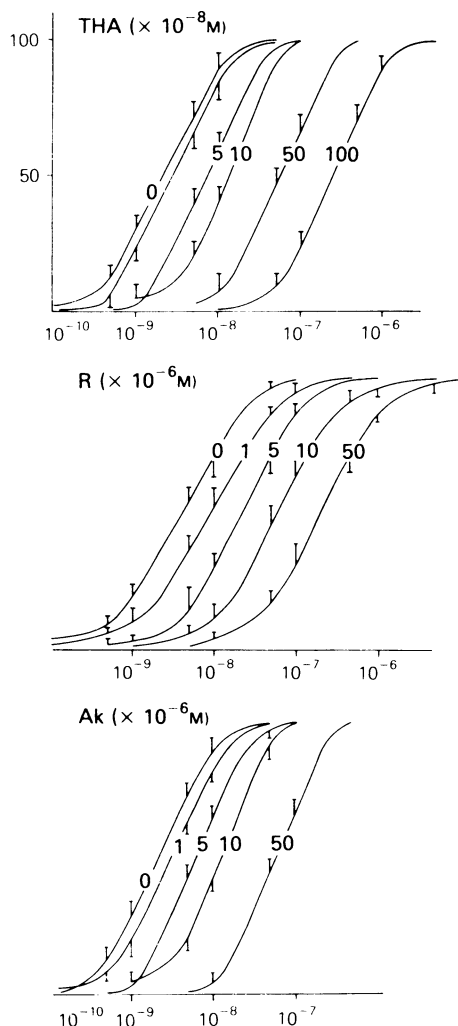 THA (× 10⁻⁸M)
100
50
0
5 10 50 100
10⁻¹⁰ 10⁻⁹ 10⁻⁸ 10⁻⁷ 10⁻⁶
R (× 10⁻⁶M)
0 1 5 10 50
10⁻⁹ 10⁻⁸ 10⁻⁷ 10⁻⁶
Ak (× 10⁻⁶M)
0 1 5 10 50
10⁻¹⁰ 10⁻⁹ 10⁻⁸ 10⁻⁷